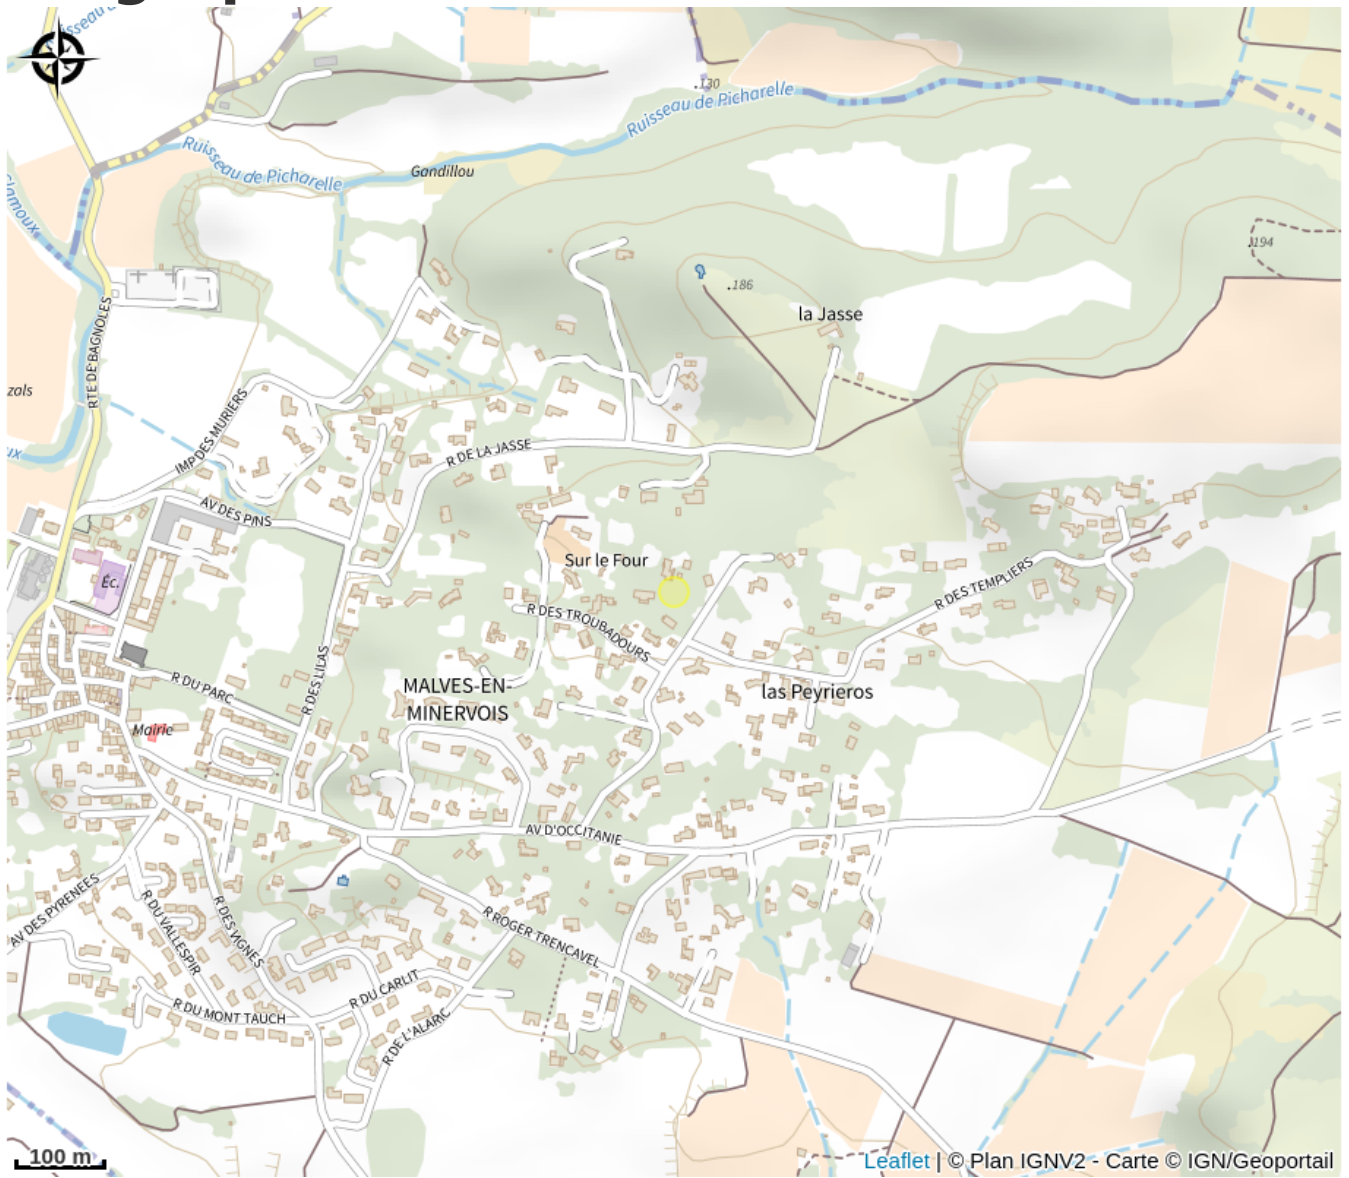 Ruisseau de Picharelle
.130
Ruisseau de Picharelle
Gandillou
Clamoux
.194
.186
la Jasse
RTE DE BAGNOLES
zals
IMP DES MURIERS
R DE LA JASSE
ux
AV DES PINS
Sur le Four
Éc.
R DES TEMPLIERS
R DES TROUBADOURS
R DES LILAS
R DU PARC
MALVES-EN-
MINERVOIS
las Peyrieros
Mairie
AV D'OCCITANIE
AV DES PYRENEES
R DU VALLESPIR
R DES VIGNES
R ROGER TRENCAVEL
R DU CARLIT
R DU MONT TAUCH
R DE L'ALARIC
100 m
Leaflet | © Plan IGNV2 - Carte © IGN/Geoportail